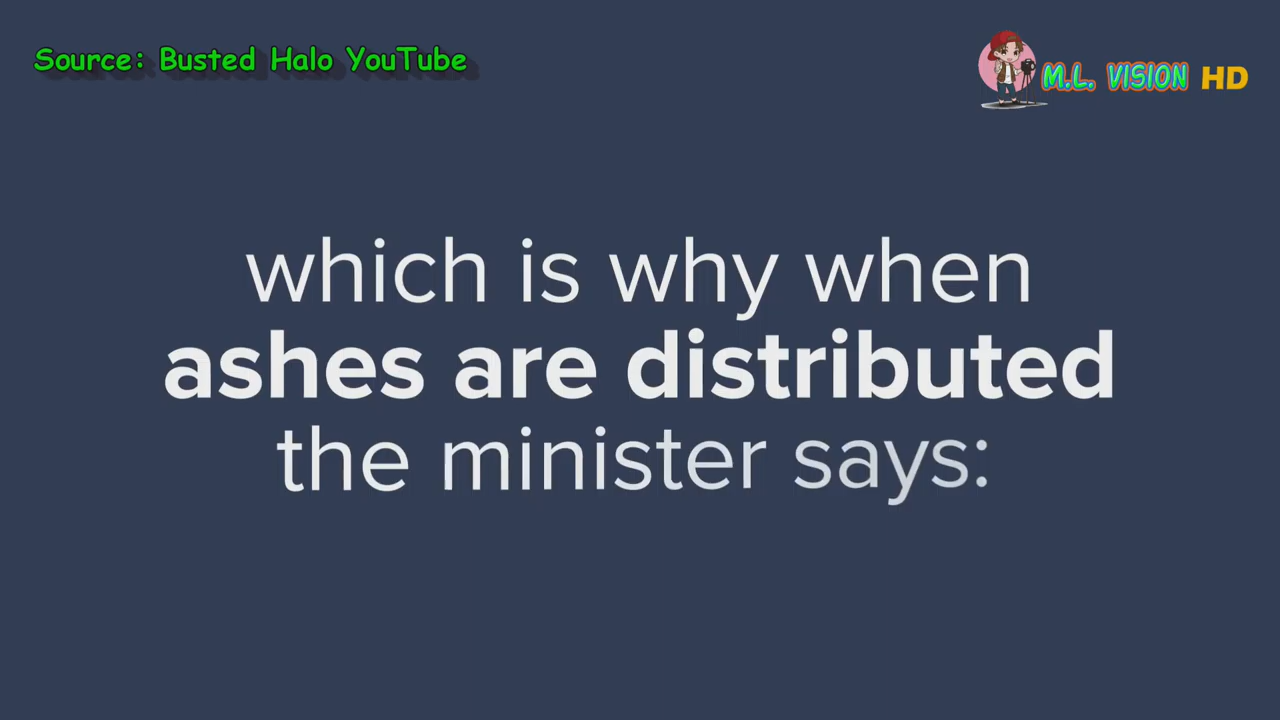 Source: Busted Halo YouTube
M.L. VISION HD
which is why when
ashes are distributed
the minister says: